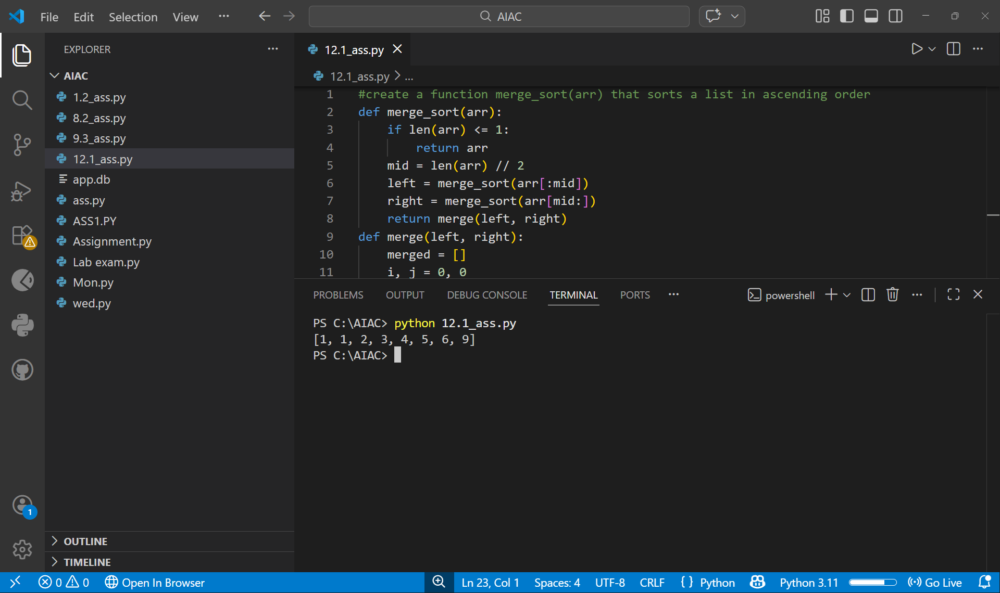 File Edit Selection View ··· AIAC
EXPLORER ···
AIAC
1.2_ass.py
8.2_ass.py
9.3_ass.py
12.1_ass.py
app.db
ass.py
ASS1.PY
Assignment.py
Lab exam.py
Mon.py
wed.py
OUTLINE
TIMELINE
12.1_ass.py
12.1_ass.py > ...
1 #create a function merge_sort(arr) that sorts a list in ascending order
2 def merge_sort(arr):
3     if len(arr) <= 1:
4         return arr
5     mid = len(arr) // 2
6     left = merge_sort(arr[:mid])
7     right = merge_sort(arr[mid:])
8     return merge(left, right)
9 def merge(left, right):
10     merged = []
11     i, j = 0, 0
PROBLEMS OUTPUT DEBUG CONSOLE TERMINAL PORTS ··· powershell ···
PS C:\AIAC> python 12.1_ass.py
[1, 1, 2, 3, 4, 5, 6, 9]
PS C:\AIAC>
1
0 0 Open In Browser Ln 23, Col 1 Spaces: 4 UTF-8 CRLF {} Python Python 3.11 Go Live